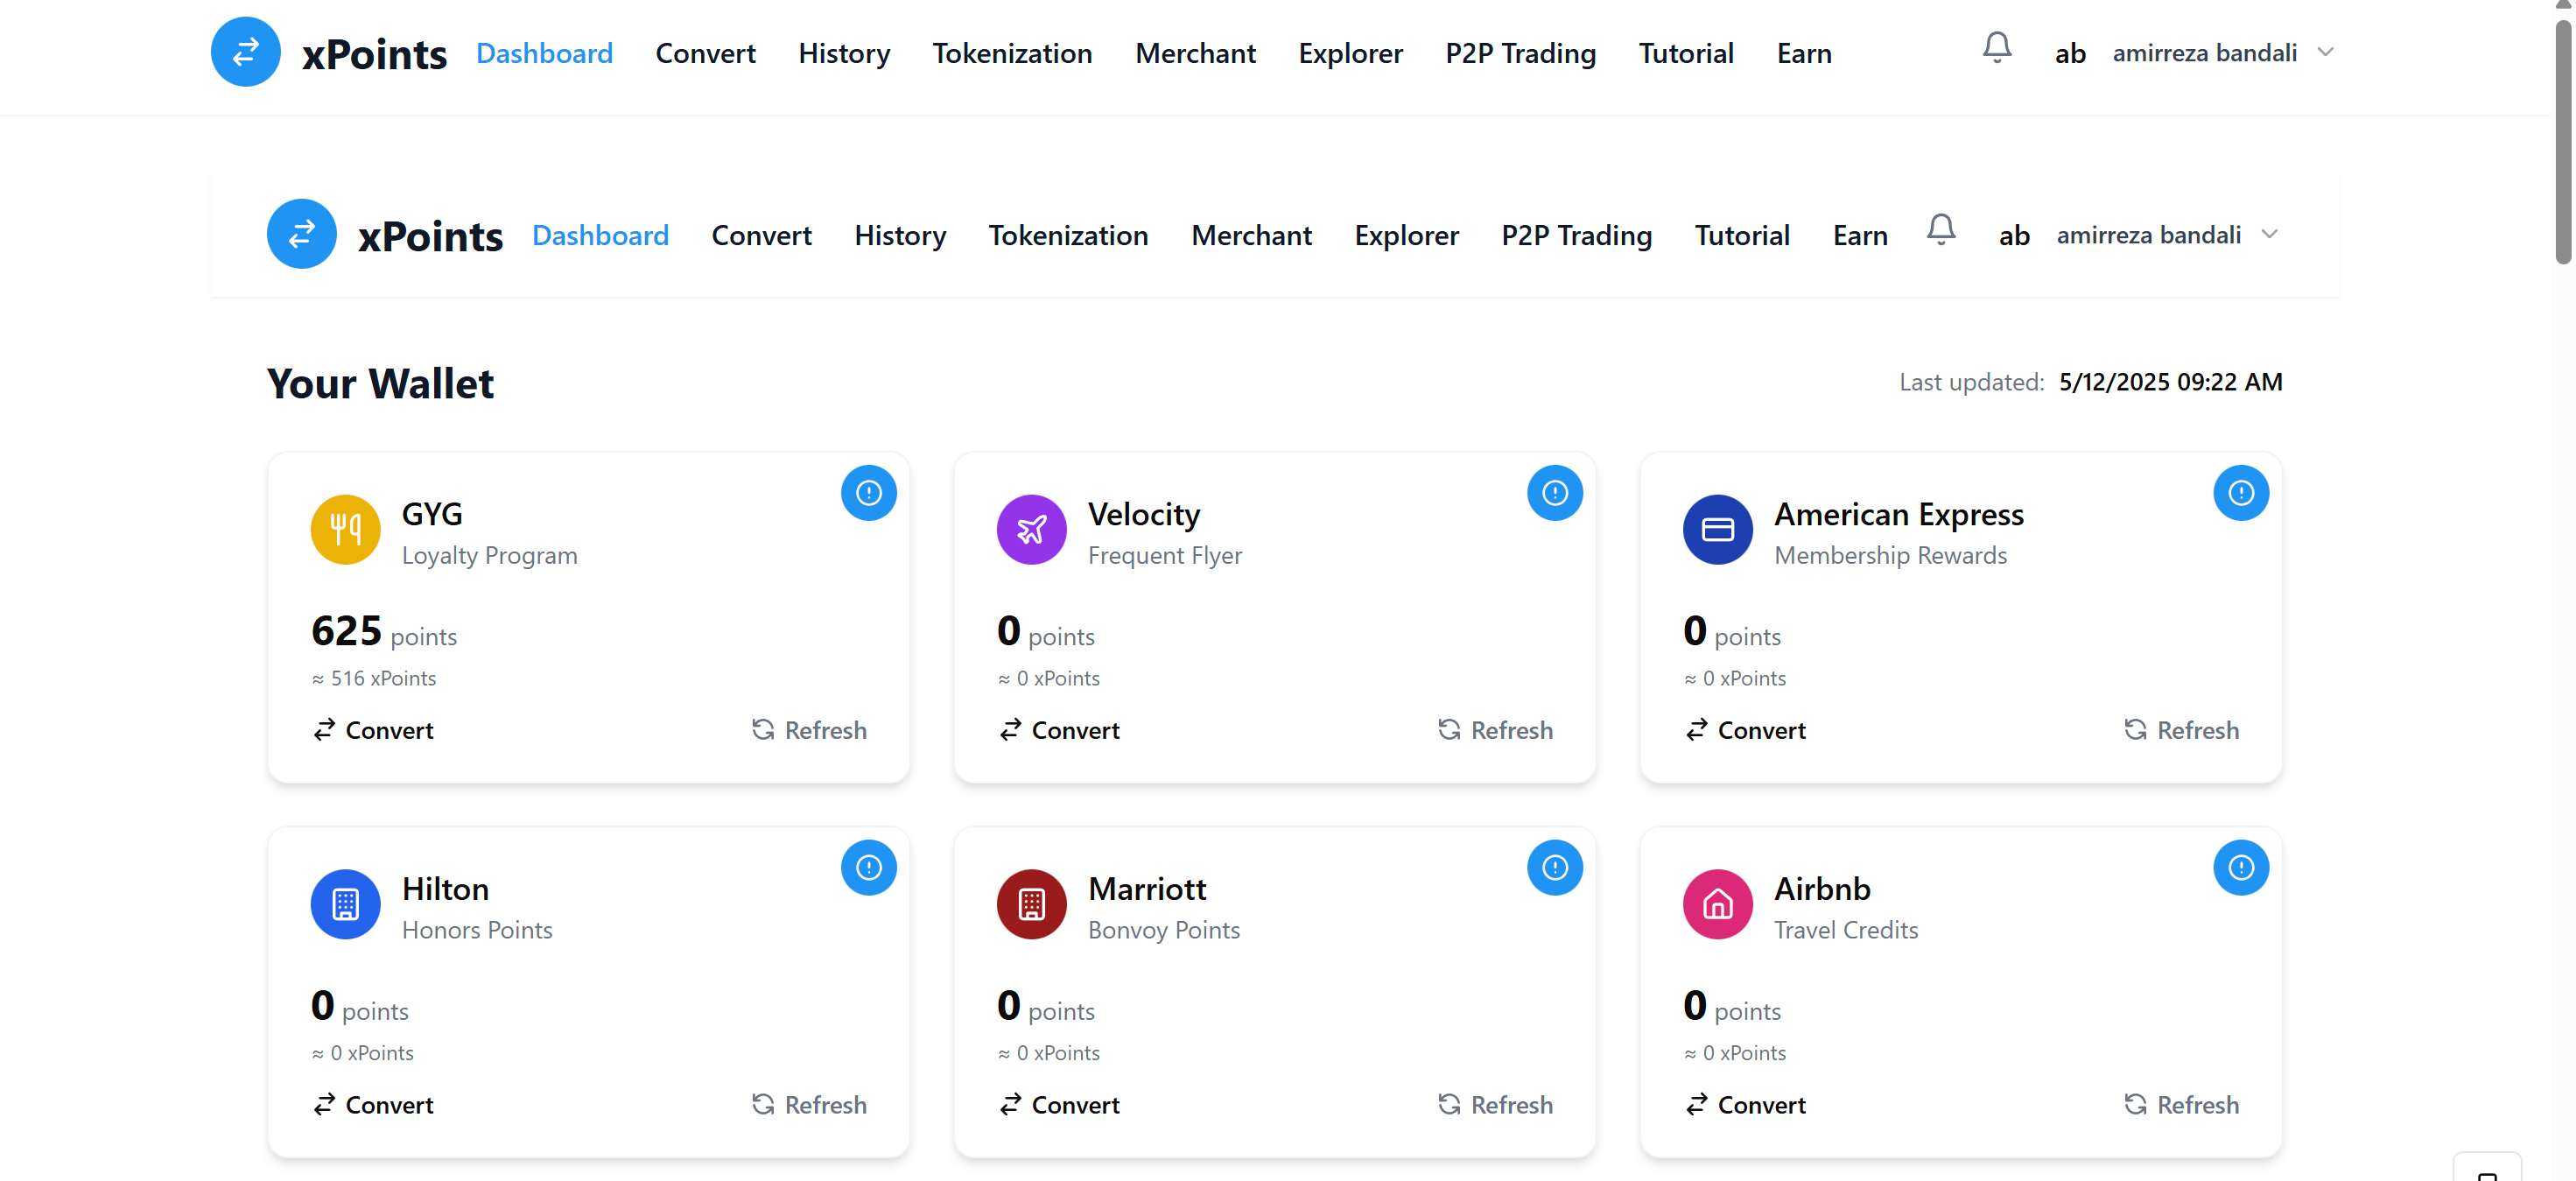 xPoints Dashboard Convert History Tokenization Merchant Explorer P2P Trading Tutorial Earn ab amirreza bandali
xPoints Dashboard Convert History Tokenization Merchant Explorer P2P Trading Tutorial Earn ab amirreza bandali
Your Wallet
Last updated: 5/12/2025 09:22 AM
GYG
Loyalty Program
625 points
≈ 516 xPoints
Convert Refresh
Velocity
Frequent Flyer
0 points
≈ 0 xPoints
Convert Refresh
American Express
Membership Rewards
0 points
≈ 0 xPoints
Convert Refresh
Hilton
Honors Points
0 points
≈ 0 xPoints
Convert Refresh
Marriott
Bonvoy Points
0 points
≈ 0 xPoints
Convert Refresh
Airbnb
Travel Credits
0 points
≈ 0 xPoints
Convert Refresh